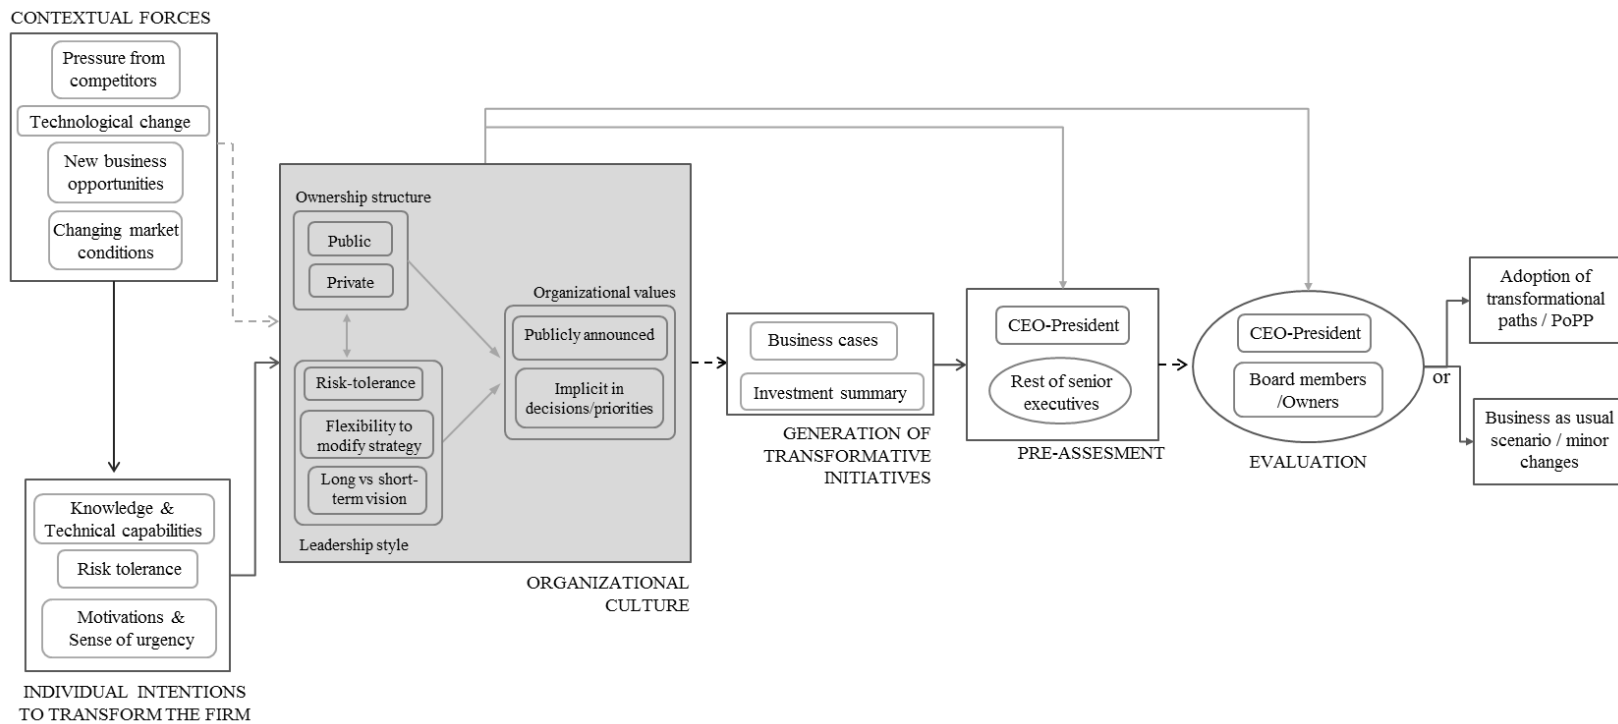 CONTEXTUAL FORCES
Pressure from
competitors
Technological change
New business
opportunities
Changing market
conditions
Knowledge &
Technical capabilities
Risk tolerance
Motivations &
Sense of urgency
INDIVIDUAL INTENTIONS
TO TRANSFORM THE FIRM
Ownership structure
Public
Private
Risk-tolerance
Flexibility to
modify strategy
Long vs short-
term vision
Leadership style
Organizational values
Publicly announced
Implicit in
decisions/priorities
ORGANIZATIONAL
CULTURE
Business cases
Investment summary
GENERATION OF
TRANSFORMATIVE
INITIATIVES
CEO-President
Rest of senior
executives
PRE-ASSESMENT
CEO-President
Board members
/Owners
EVALUATION
or
Adoption of
transformational
paths / PoPP
Business as usual
scenario / minor
changes